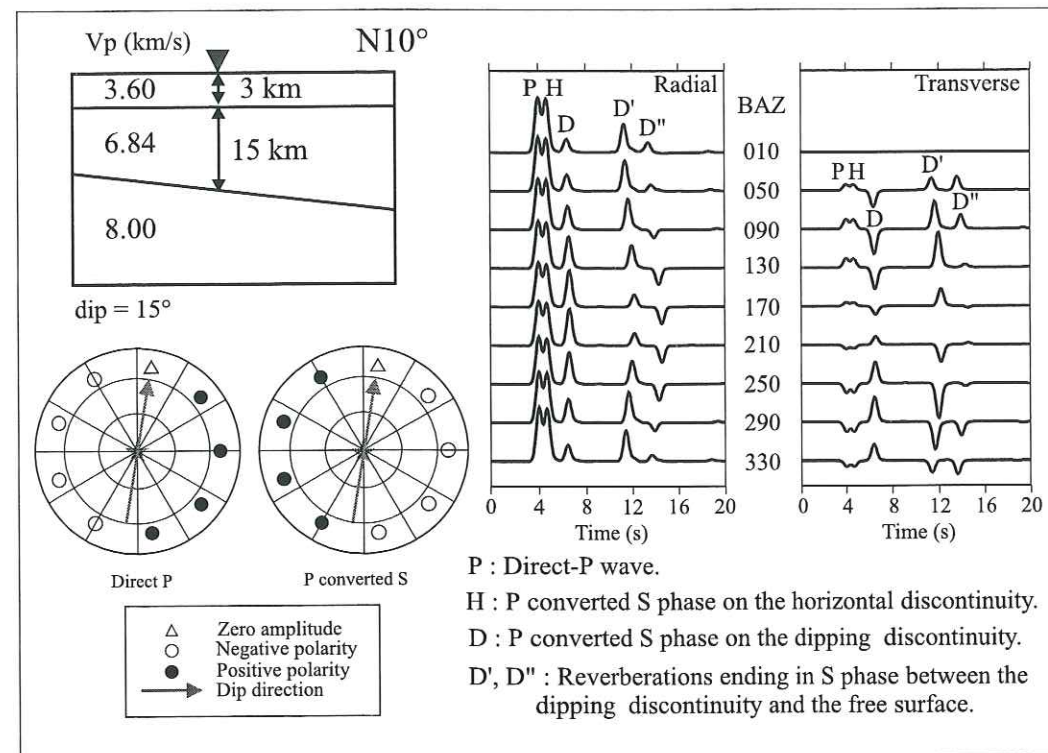 Vp (km/s)
N10°
3.60
3 km
6.84
15 km
8.00
dip = 15°
Direct P
P converted S
Zero amplitude
Negative polarity
Positive polarity
Dip direction
Radial
P H
D
D'
D"
BAZ
010
050
090
130
170
210
250
290
330
Transverse
P H
D
D'
D"
0 4 8 12 16 20
Time (s)
0 4 8 12 16 20
Time (s)
P : Direct-P wave.
H : P converted S phase on the horizontal discontinuity.
D : P converted S phase on the dipping discontinuity.
D', D" : Reverberations ending in S phase between the
dipping discontinuity and the free surface.